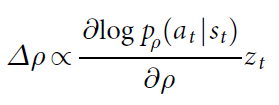 Δρ ∝ ∂log p_ρ(a_t|s_t) / ∂ρ z_t